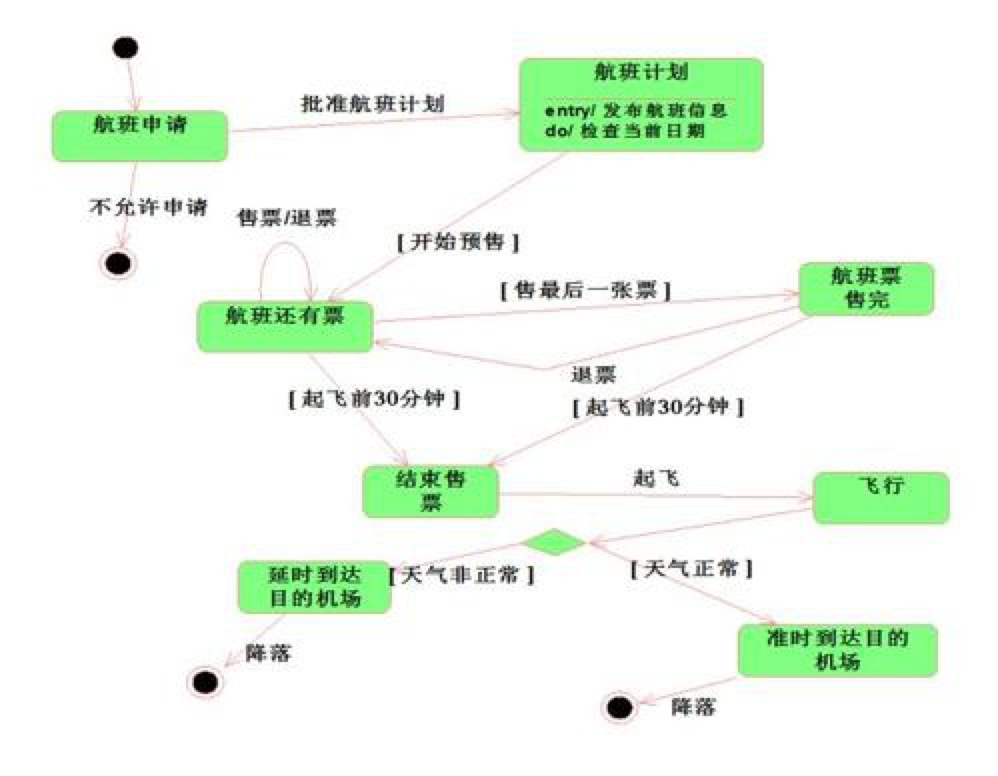 航班计划
批准航班计划
entry/ 发布航班信息
航班申请
do/ 检查当前日期
不允许申请
售票/退票
[ 开始预售 ]
航班票
售完
[ 售最后一张票 ]
航班还有票
退票
[ 起飞前30分钟 ]
[ 起飞前30分钟 ]
结束售
票
起飞
飞行
延时到达
目的机场
[ 天气非正常 ]
[ 天气正常 ]
准时到达目的
机场
降落
降落